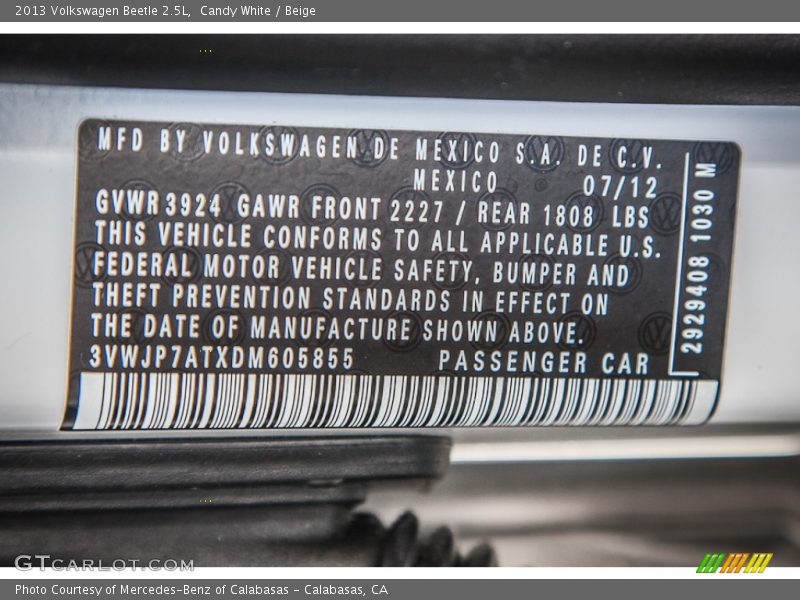 2013 Volkswagen Beetle 2.5L, Candy White / Beige
MFD BY VOLKSWAGEN DE MEXICO S.A. DE C.V.
MEXICO 07/12
GVWR 3924 GAWR FRONT 2227 / REAR 1808 LBS
THIS VEHICLE CONFORMS TO ALL APPLICABLE U.S.
FEDERAL MOTOR VEHICLE SAFETY, BUMPER AND
THEFT PREVENTION STANDARDS IN EFFECT ON
THE DATE OF MANUFACTURE SHOWN ABOVE.
3VWJP7ATXDM605855 PASSENGER CAR
2929408 1030 M
GTCARLOT.COM
Photo Courtesy of Mercedes-Benz of Calabasas - Calabasas, CA